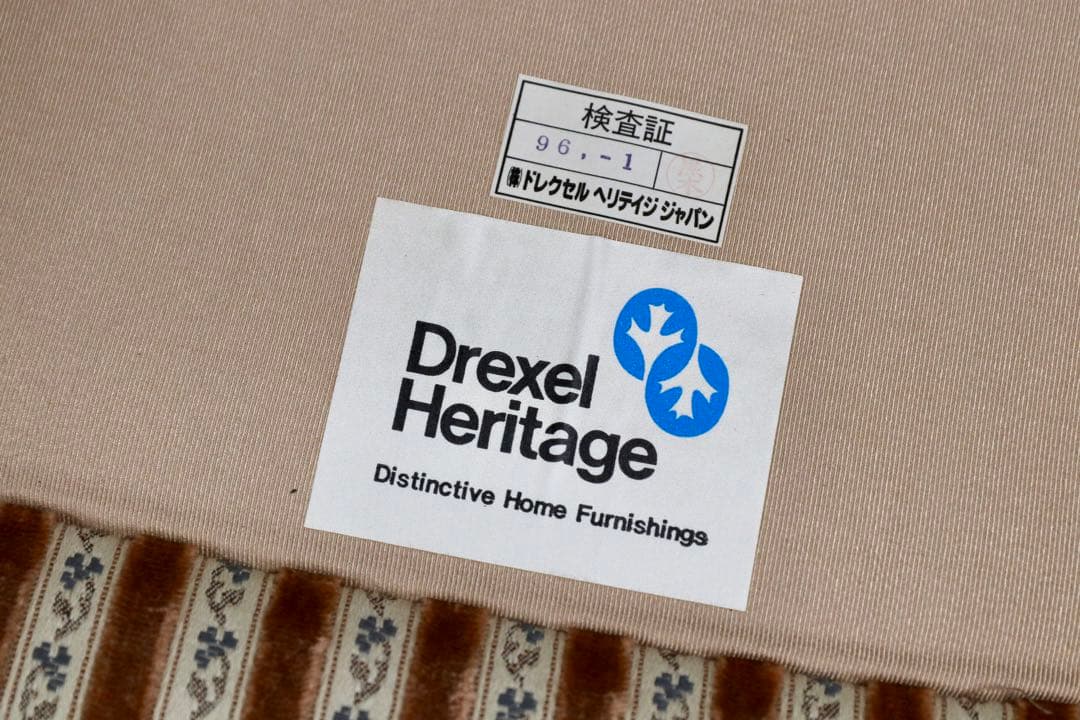 検査証
96,-1
㈱ドレクセル ヘリテイジ ジャパン
Drexel
Heritage
Distinctive Home Furnishings